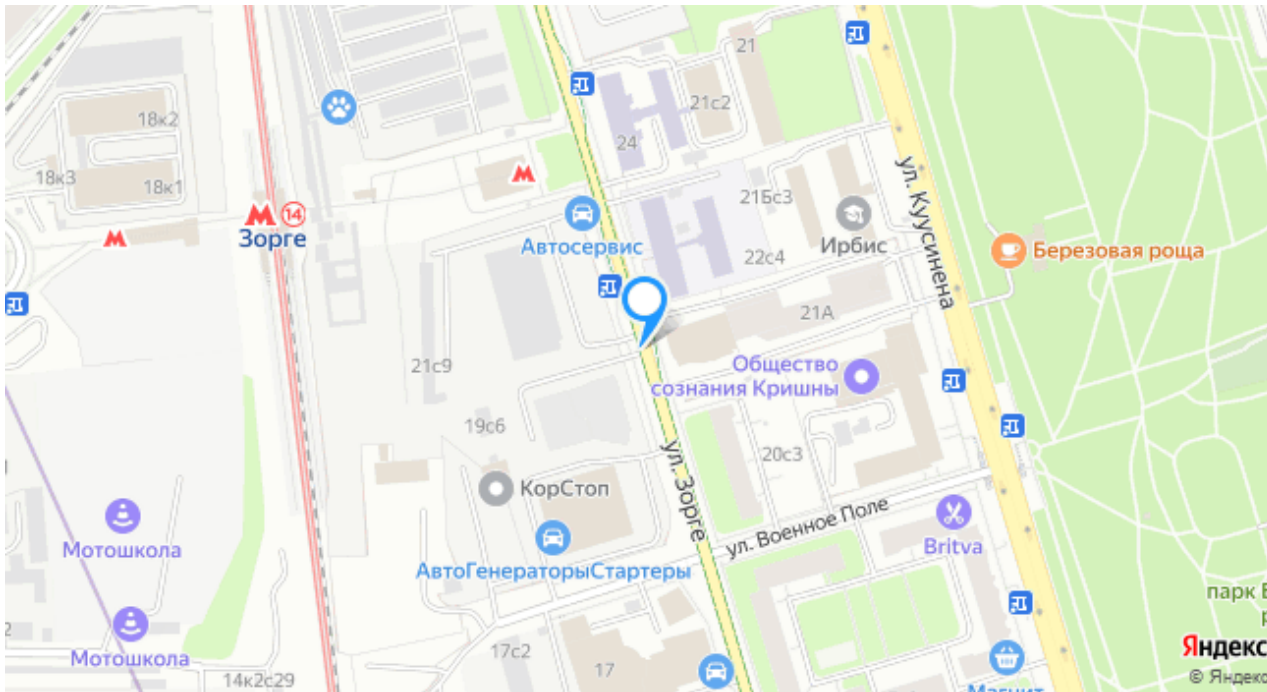 21
18к2
21с2
24
18к3
18к1
21Бс3
14
Зорге
Автосервис
Ирбис
ул. Куусинена
Березовая роща
22с4
21А
21с9
Общество
сознания Кришны
19с6
20с3
ул. Зорге
КорСтоп
ул. Военное Поле
Мотошкола
Britva
АвтоГенераторыСтартеры
парк
Мотошкола
17с2
17
14к2с29
Магнит
Яндекс
© Яндекс